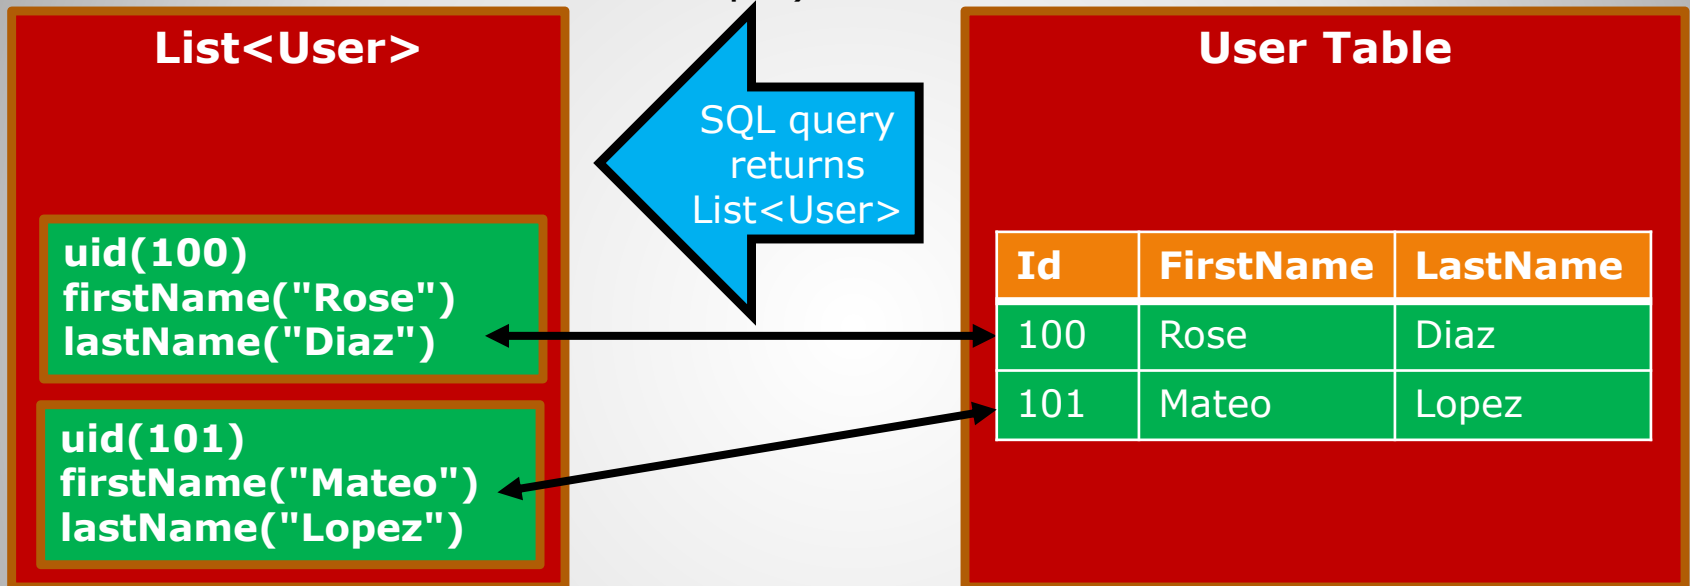 List<User>
uid(100)
firstName("Rose")
lastName("Diaz")
uid(101)
firstName("Mateo")
lastName("Lopez")
SQL query
returns
List<User>
User Table
Id FirstName LastName
100 Rose Diaz
101 Mateo Lopez